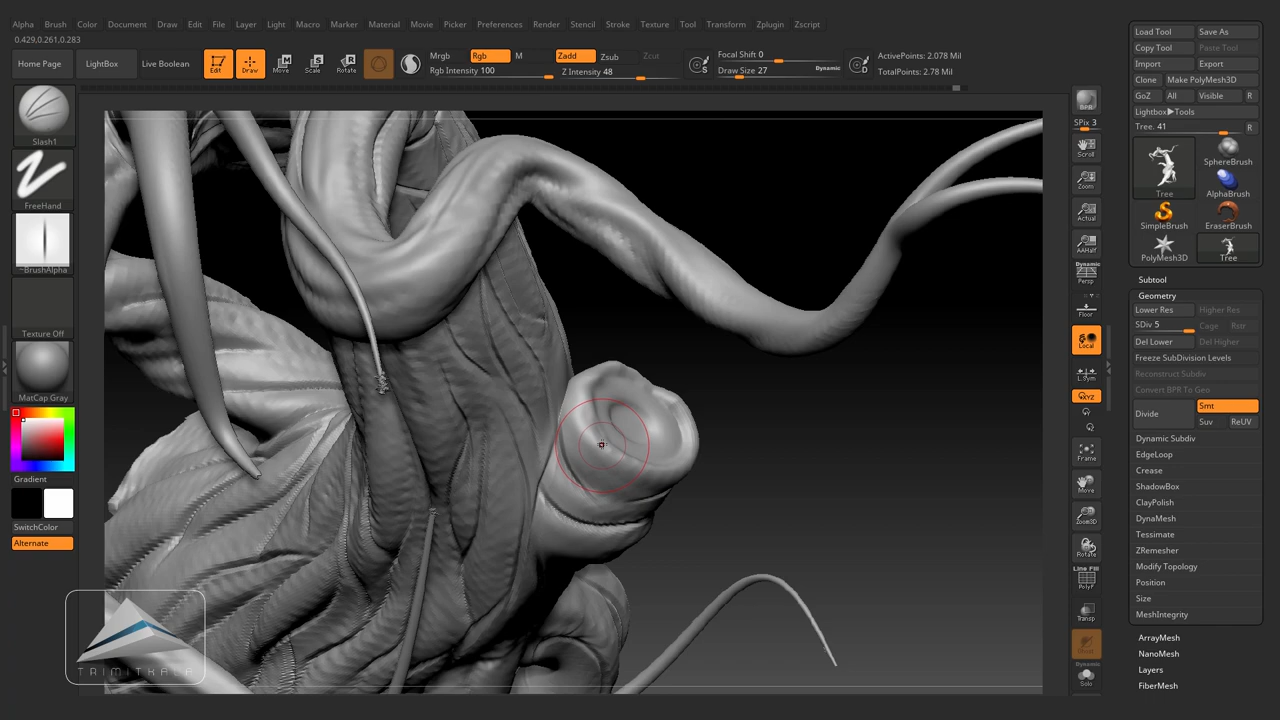 Alpha Brush Color Document Draw Edit File Layer Light Macro Marker Material Movie Picker Preferences Render Stencil Stroke Texture Tool Transform Zplugin Zscript
0.429,0.261,0.283
Home Page LightBox Live Boolean
Edit Draw Move Scale Rotate
Mrgb Rgb M
Rgb Intensity 100
Zadd Zsub Zcut
Z Intensity 48
S
Focal Shift 0
Draw Size 27 Dynamic
D
ActivePoints: 2.078 Mil
TotalPoints: 2.78 Mil
Slash1
FreeHand
~BrushAlpha
Texture Off
MatCap Gray
Gradient
SwitchColor
Alternate
TRIMITKALA
BPR
SPix 3
Scroll
Zoom
Actual
AAHalf
Dynamic
Persp
Floor
Local
L.Sym
XYZ
Frame
Move
Zoom3D
Rotate
Line Fill
PolyF
Transp
Dynamic
Solo
Load Tool Save As
Copy Tool Paste Tool
Import Export
Clone Make PolyMesh3D
GoZ All Visible R
Lightbox▶Tools
Tree. 41 R
Tree SphereBrush
AlphaBrush
SimpleBrush EraserBrush
PolyMesh3D Tree
Subtool
Geometry
Lower Res Higher Res
SDiv 5 Cage Rstr
Del Lower Del Higher
Freeze SubDivision Levels
Reconstruct Subdiv
Convert BPR To Geo
Divide Smt
Suv ReUV
Dynamic Subdiv
EdgeLoop
Crease
ShadowBox
ClayPolish
DynaMesh
Tessimate
ZRemesher
Modify Topology
Position
Size
MeshIntegrity
ArrayMesh
NanoMesh
Layers
FiberMesh